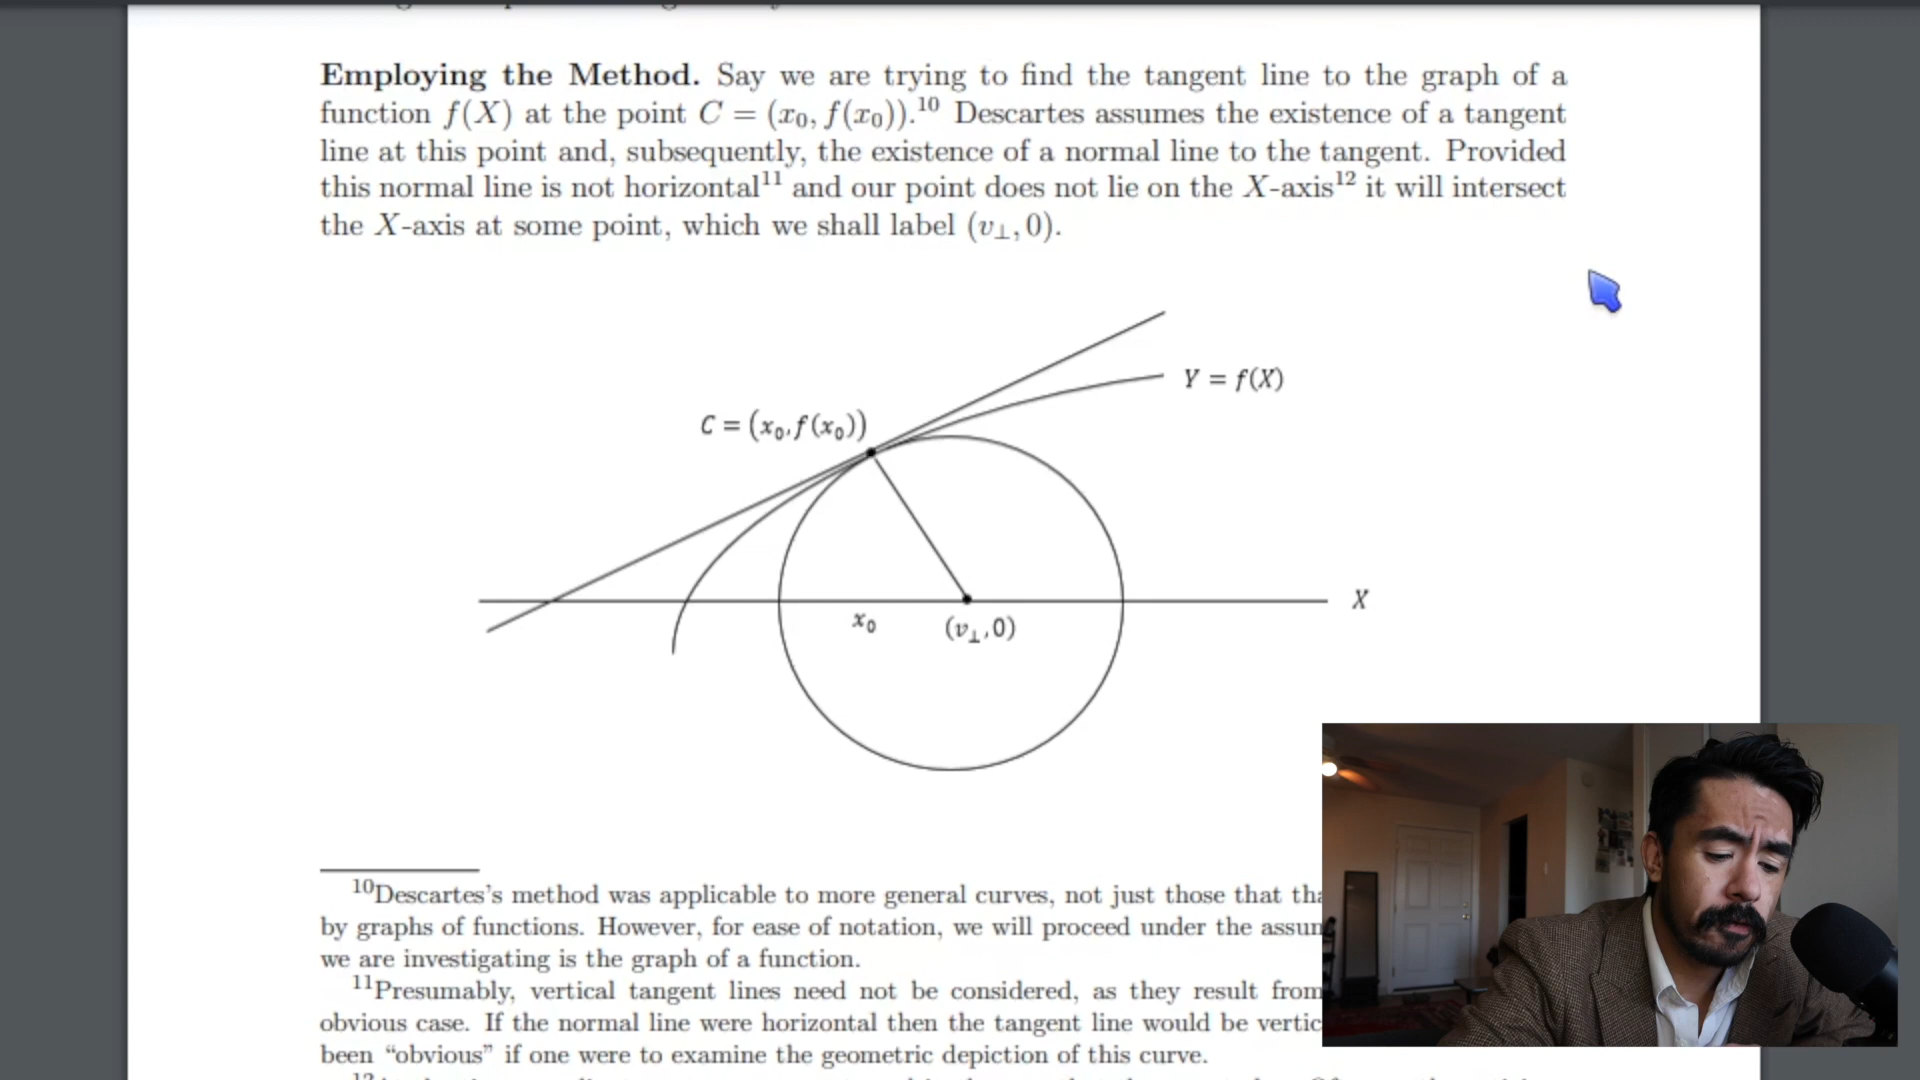 Employing the Method. Say we are trying to find the tangent line to the graph of a
function f(X) at the point C = (x₀, f(x₀)).¹⁰ Descartes assumes the existence of a tangent
line at this point and, subsequently, the existence of a normal line to the tangent. Provided
this normal line is not horizontal¹¹ and our point does not lie on the X-axis¹² it will intersect
the X-axis at some point, which we shall label (v⊥, 0).
Y = f(X)
C = (x₀,f(x₀))
X
x₀
(v⊥,0)
¹⁰Descartes's method was applicable to more general curves, not just those that
by graphs of functions. However, for ease of notation, we will proceed under the
we are investigating is the graph of a function.
¹¹Presumably, vertical tangent lines need not be considered, as they result from
obvious case. If the normal line were horizontal then the tangent line would be
been “obvious” if one were to examine the geometric depiction of this curve.